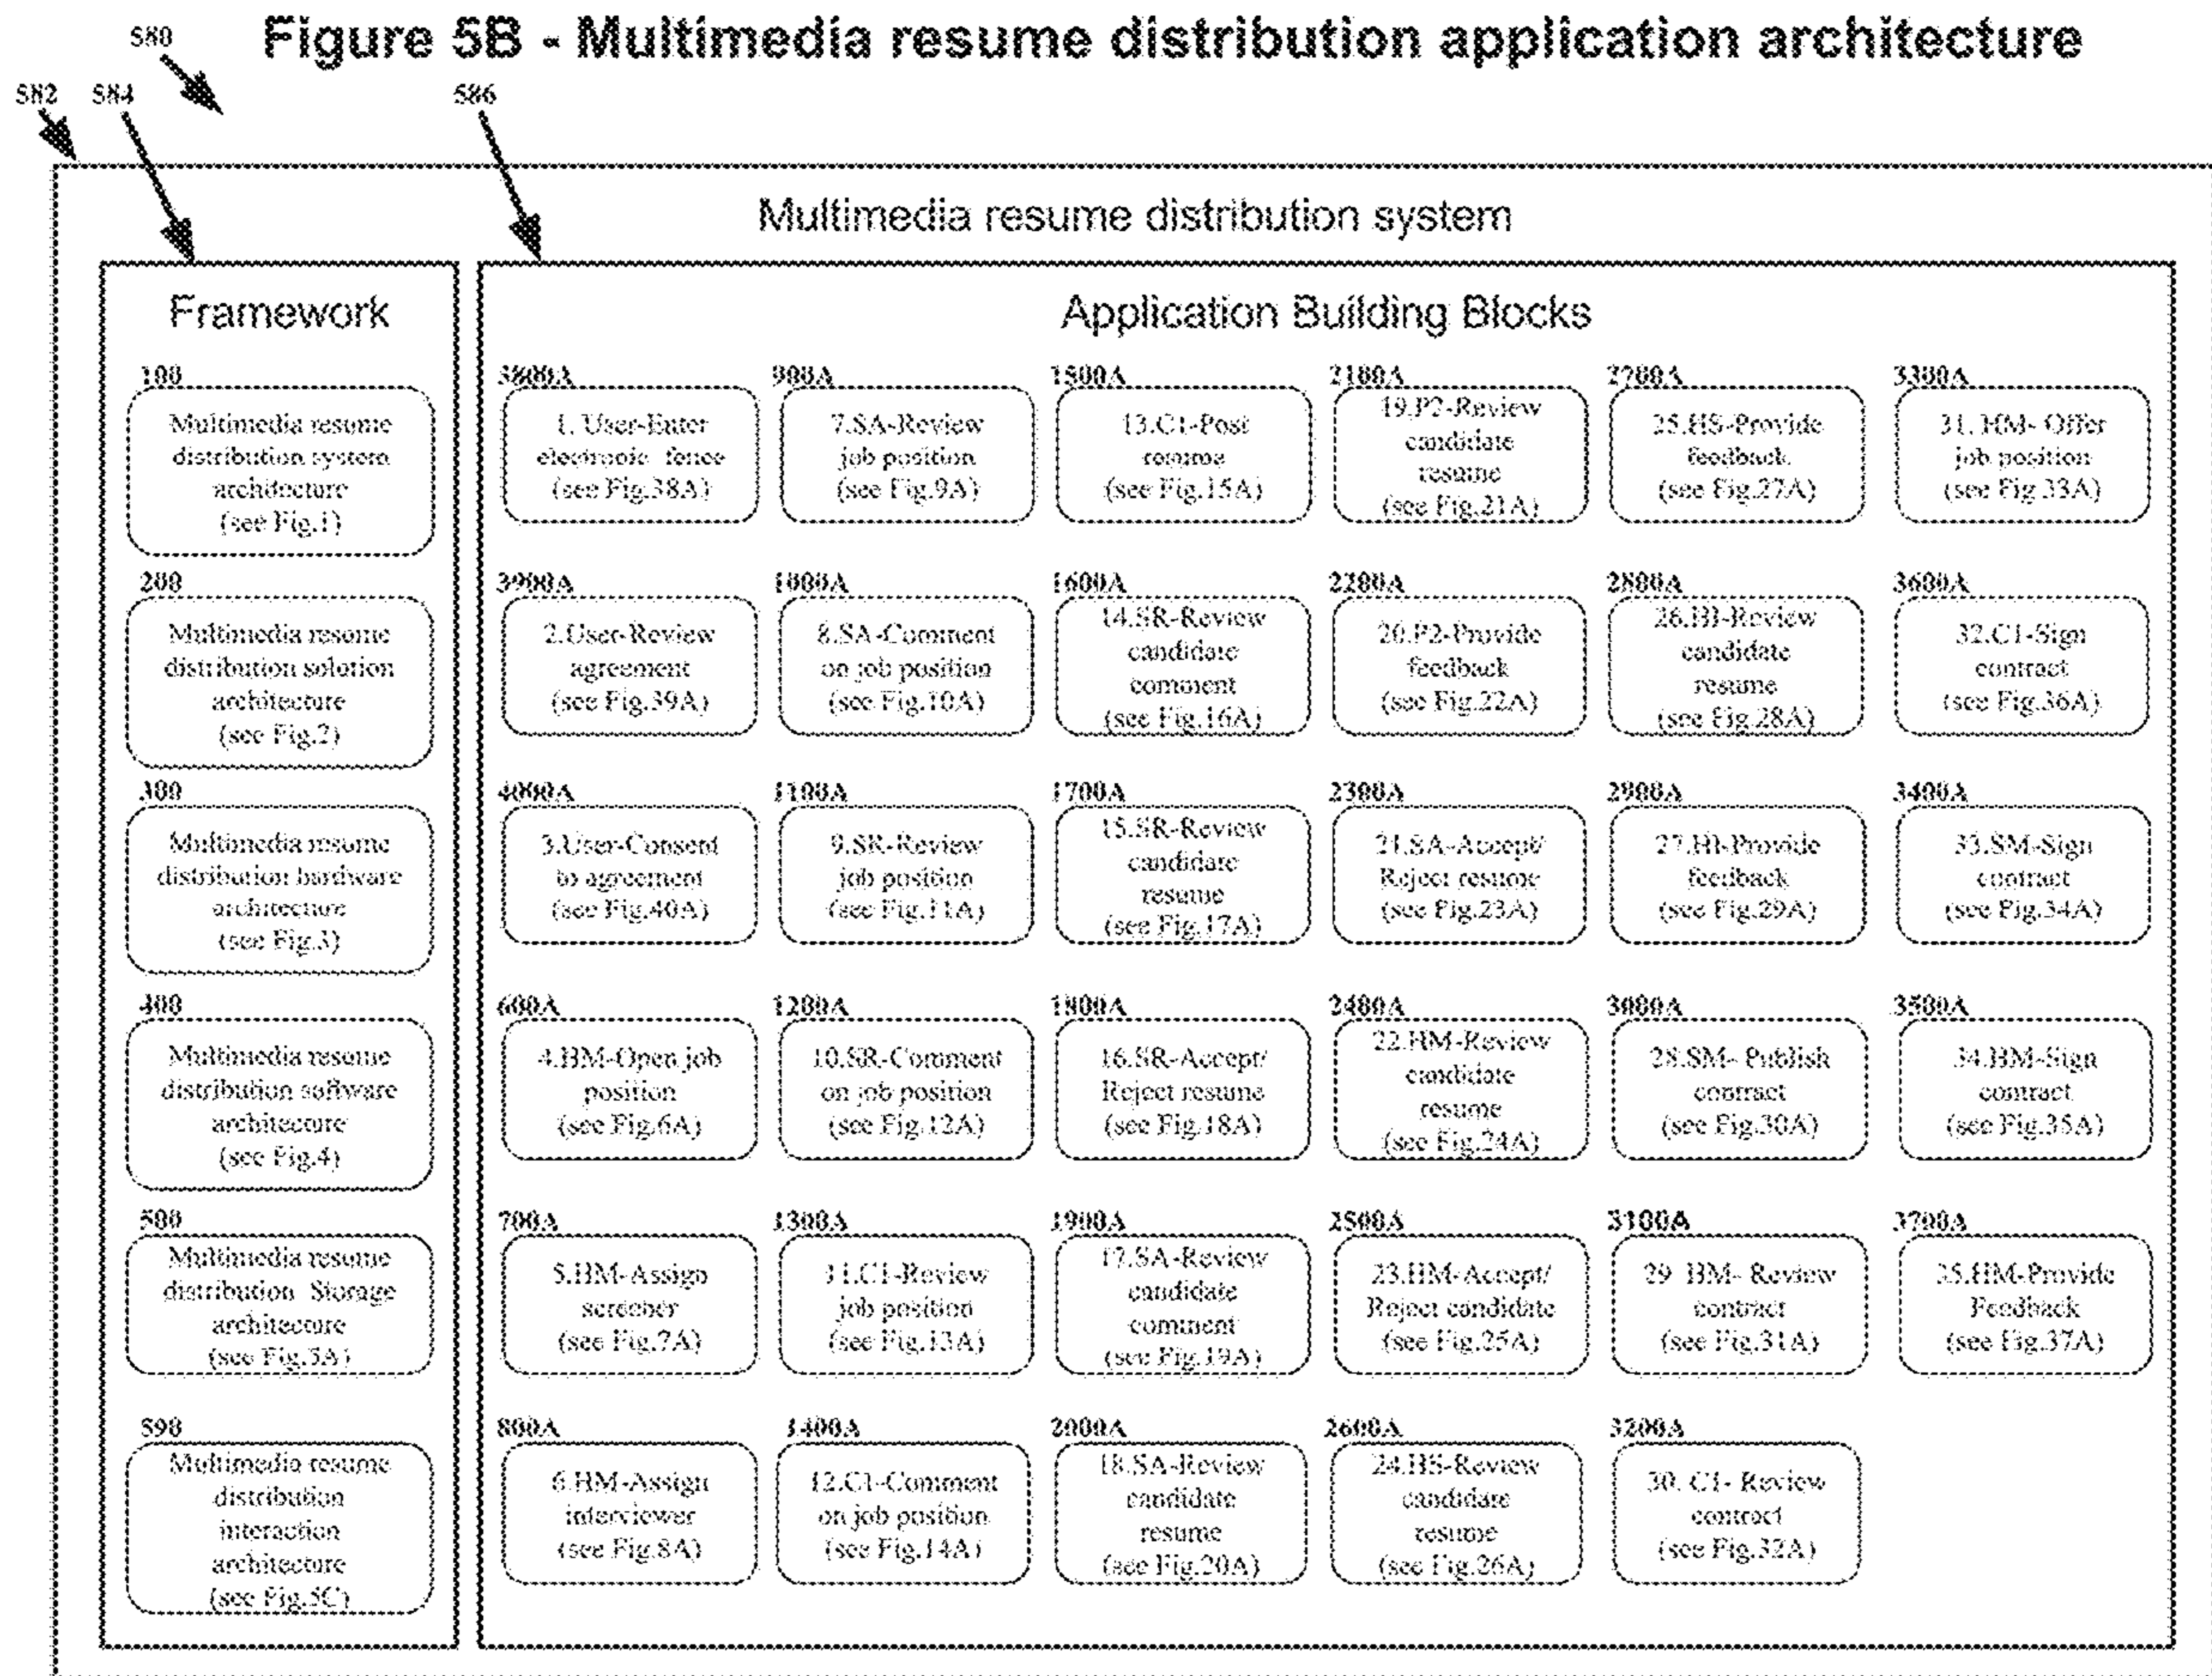 Figure 5B - Multimedia resume distribution application architecture
580
582
584
586
Multimedia resume distribution system
Framework
100
Multimedia resume
distribution system
architecture
(see Fig.1)
200
Multimedia resume
distribution solution
architecture
(see Fig.2)
300
Multimedia resume
distribution hardware
architecture
(see Fig.3)
400
Multimedia resume
distribution software
architecture
(see Fig.4)
500
Multimedia resume
distribution Storage
architecture
(see Fig.5A)
590
Multimedia resume
distribution
interaction
architecture
(see Fig.5C)
Application Building Blocks
3800A
1. User-Enter
electronic fence
(see Fig.38A)
3900A
2.User-Review
agreement
(see Fig.39A)
4000A
3.User-Consent
to agreement
(see Fig.40A)
600A
4.HM-Open job
position
(see Fig.6A)
700A
5.HM-Assign
screener
(see Fig.7A)
800A
6.HM-Assign
interviewer
(see Fig.8A)
900A
7.SA-Review
job position
(see Fig.9A)
1000A
8.SA-Comment
on job position
(see Fig.10A)
1100A
9.SR-Review
job position
(see Fig.11A)
1200A
10.SR-Comment
on job position
(see Fig.12A)
1300A
11.C1-Review
job position
(see Fig.13A)
1400A
12.C1-Comment
on job position
(see Fig.14A)
1500A
13.C1-Post
resume
(see Fig.15A)
1600A
14.SR-Review
candidate
comment
(see Fig.16A)
1700A
15.SR-Review
candidate
resume
(see Fig.17A)
1800A
16.SR-Accept/
Reject resume
(see Fig.18A)
1900A
17.SA-Review
candidate
comment
(see Fig.19A)
2000A
18.SA-Review
candidate
resume
(see Fig.20A)
2100A
19.P2-Review
candidate
resume
(see Fig.21A)
2200A
20.P2-Provide
feedback
(see Fig.22A)
2300A
21.SA-Accept/
Reject resume
(see Fig.23A)
2400A
22.HM-Review
candidate
resume
(see Fig.24A)
2500A
23.HM-Accept/
Reject candidate
(see Fig.25A)
2600A
24.HS-Review
candidate
resume
(see Fig.26A)
2700A
25.HS-Provide
feedback
(see Fig.27A)
2800A
26.HI-Review
candidate
resume
(see Fig.28A)
2900A
27.HI-Provide
feedback
(see Fig.29A)
3000A
28.SM- Publish
contract
(see Fig.30A)
3100A
29 HM- Review
contract
(see Fig.31A)
3200A
30. C1- Review
contract
(see Fig.32A)
3300A
31. HM- Offer
job position
(see Fig.33A)
3600A
32.C1-Sign
contract
(see Fig.36A)
3400A
33.SM-Sign
contract
(see Fig.34A)
3500A
34.HM-Sign
contract
(see Fig.35A)
3700A
35.HM-Provide
Feedback
(see Fig.37A)